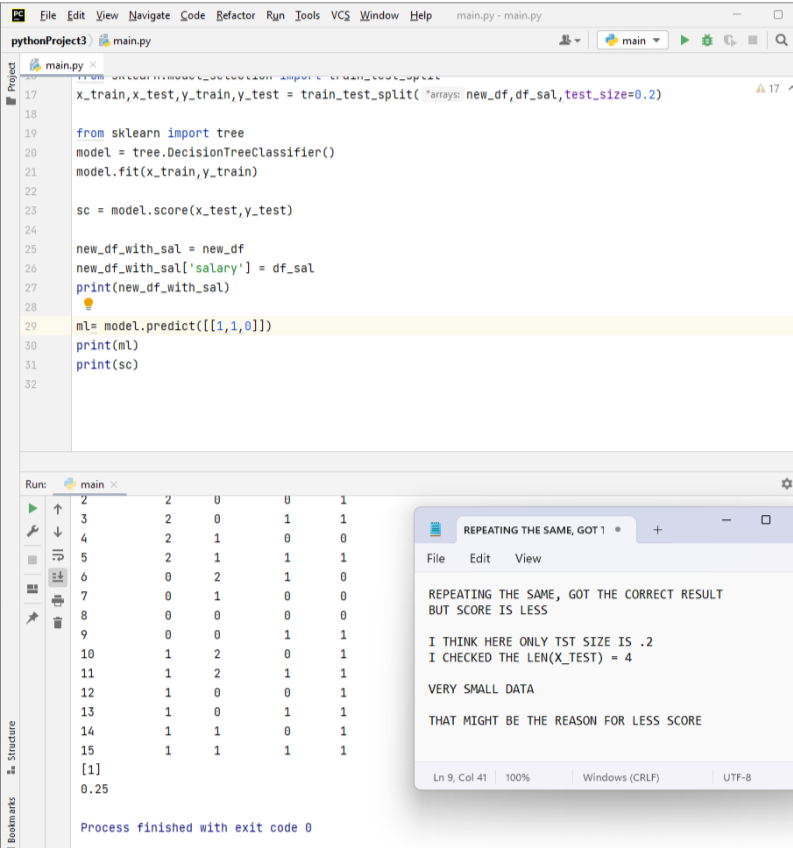 PC File Edit View Navigate Code Refactor Run Tools VCS Window Help main.py - main.py
pythonProject3 main.py main
Project
main.py
16 from sklearn.model_selection import train_test_split
17 x_train,x_test,y_train,y_test = train_test_split( *arrays: new_df,df_sal,test_size=0.2) 17
18
19 from sklearn import tree
20 model = tree.DecisionTreeClassifier()
21 model.fit(x_train,y_train)
22
23 sc = model.score(x_test,y_test)
24
25 new_df_with_sal = new_df
26 new_df_with_sal['salary'] = df_sal
27 print(new_df_with_sal)
28
29 ml= model.predict([[1,1,0]])
30 print(ml)
31 print(sc)
32
Run: main
2 2 0 0 1
3 2 0 1 1
4 2 1 0 0
5 2 1 1 1
6 0 2 1 0
7 0 1 0 0
8 0 0 0 0
9 0 0 1 1
10 1 2 0 1
11 1 2 1 1
12 1 0 0 1
13 1 0 1 1
14 1 1 0 1
15 1 1 1 1
[1]
0.25
Process finished with exit code 0
Structure
Bookmarks
REPEATING THE SAME, GOT T
File Edit View
REPEATING THE SAME, GOT THE CORRECT RESULT
BUT SCORE IS LESS
I THINK HERE ONLY TST SIZE IS .2
I CHECKED THE LEN(X_TEST) = 4
VERY SMALL DATA
THAT MIGHT BE THE REASON FOR LESS SCORE
Ln 9, Col 41 100% Windows (CRLF) UTF-8